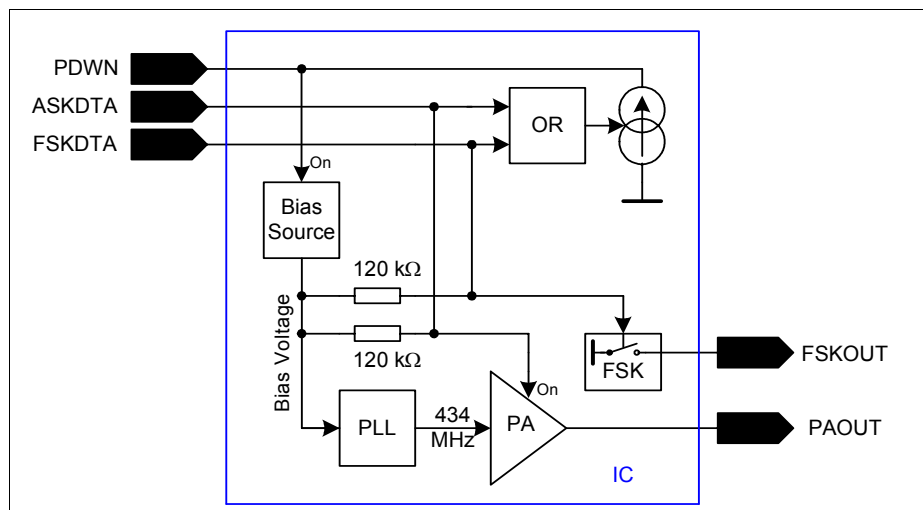 PDWN
ASKDTA
FSKDTA
OR
On
Bias
Source
120 kΩ
Bias Voltage
120 kΩ
FSK
FSKOUT
On
PLL
434
MHz
PA
PAOUT
IC